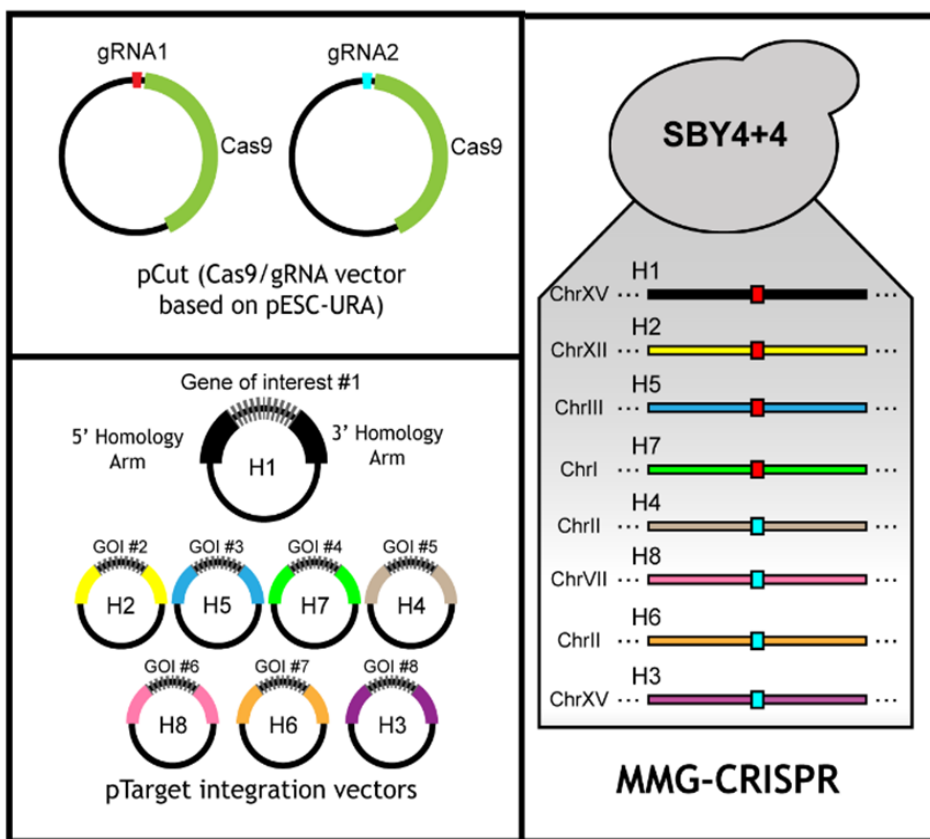 gRNA1
gRNA2
Cas9
Cas9
pCut (Cas9/gRNA vector
based on pESC-URA)
Gene of interest #1
5’ Homology
Arm
3’ Homology
Arm
H1
GOI #2
GOI #3
GOI #4
GOI #5
H2
H5
H7
H4
GOI #6
GOI #7
GOI #8
H8
H6
H3
pTarget integration vectors
SBY4+4
H1
ChrXV ... ...
H2
ChrXII ... ...
H5
ChrIII ... ...
H7
ChrI ... ...
H4
ChrII ... ...
H8
ChrVII ... ...
H6
ChrII ... ...
H3
ChrXV ... ...
MMG-CRISPR